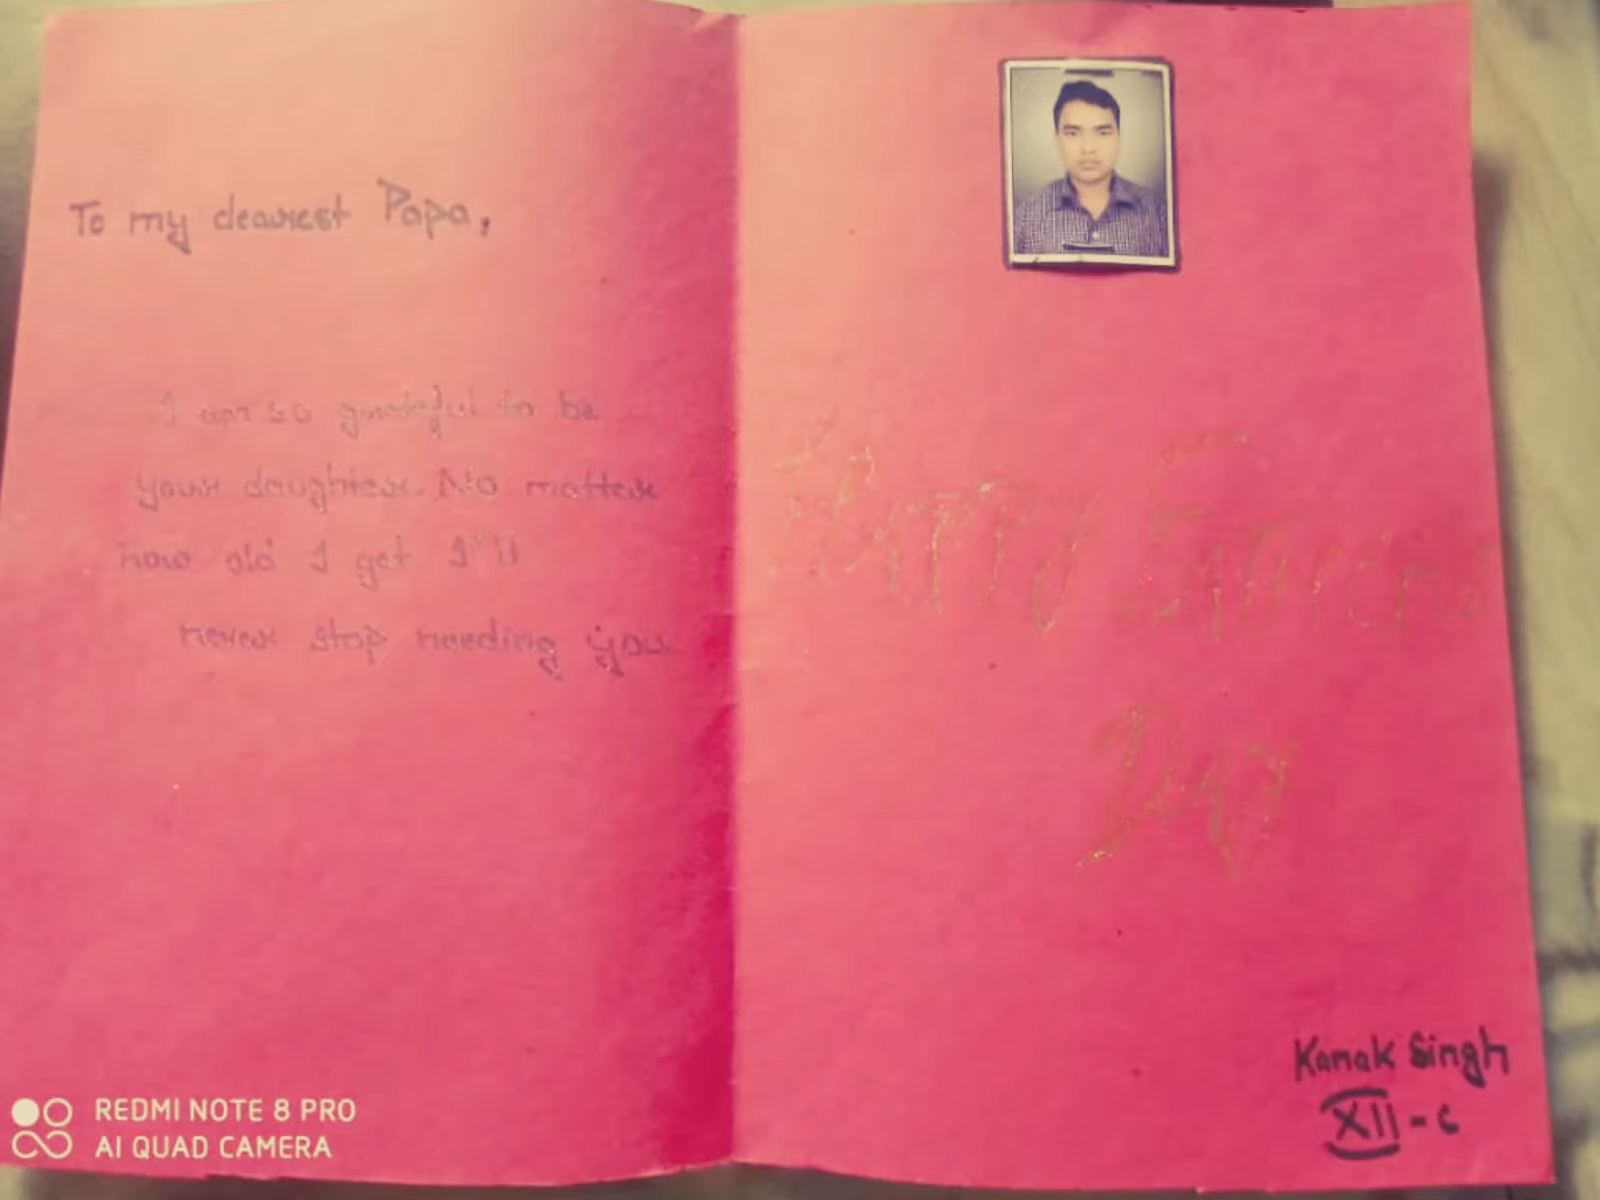 To my dearest Papa,
I am so grateful to be
your daughter. No matter
how old I get I'll
never stop needing you.
Happy Fathers
Day
Kanak Singh
XII - C
REDMI NOTE 8 PRO
AI QUAD CAMERA